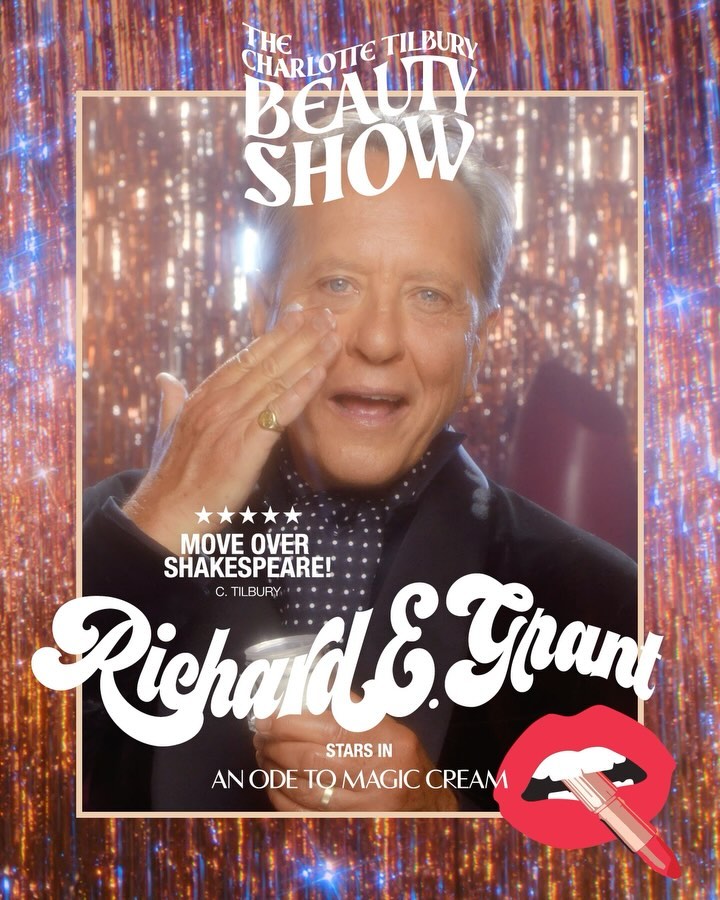 THE
CHARLOTTE TILBURY
BEAUTY
SHOW
★★★★★
MOVE OVER
SHAKESPEARE!
C. TILBURY
Richard E. Grant
STARS IN
AN ODE TO MAGIC CREAM